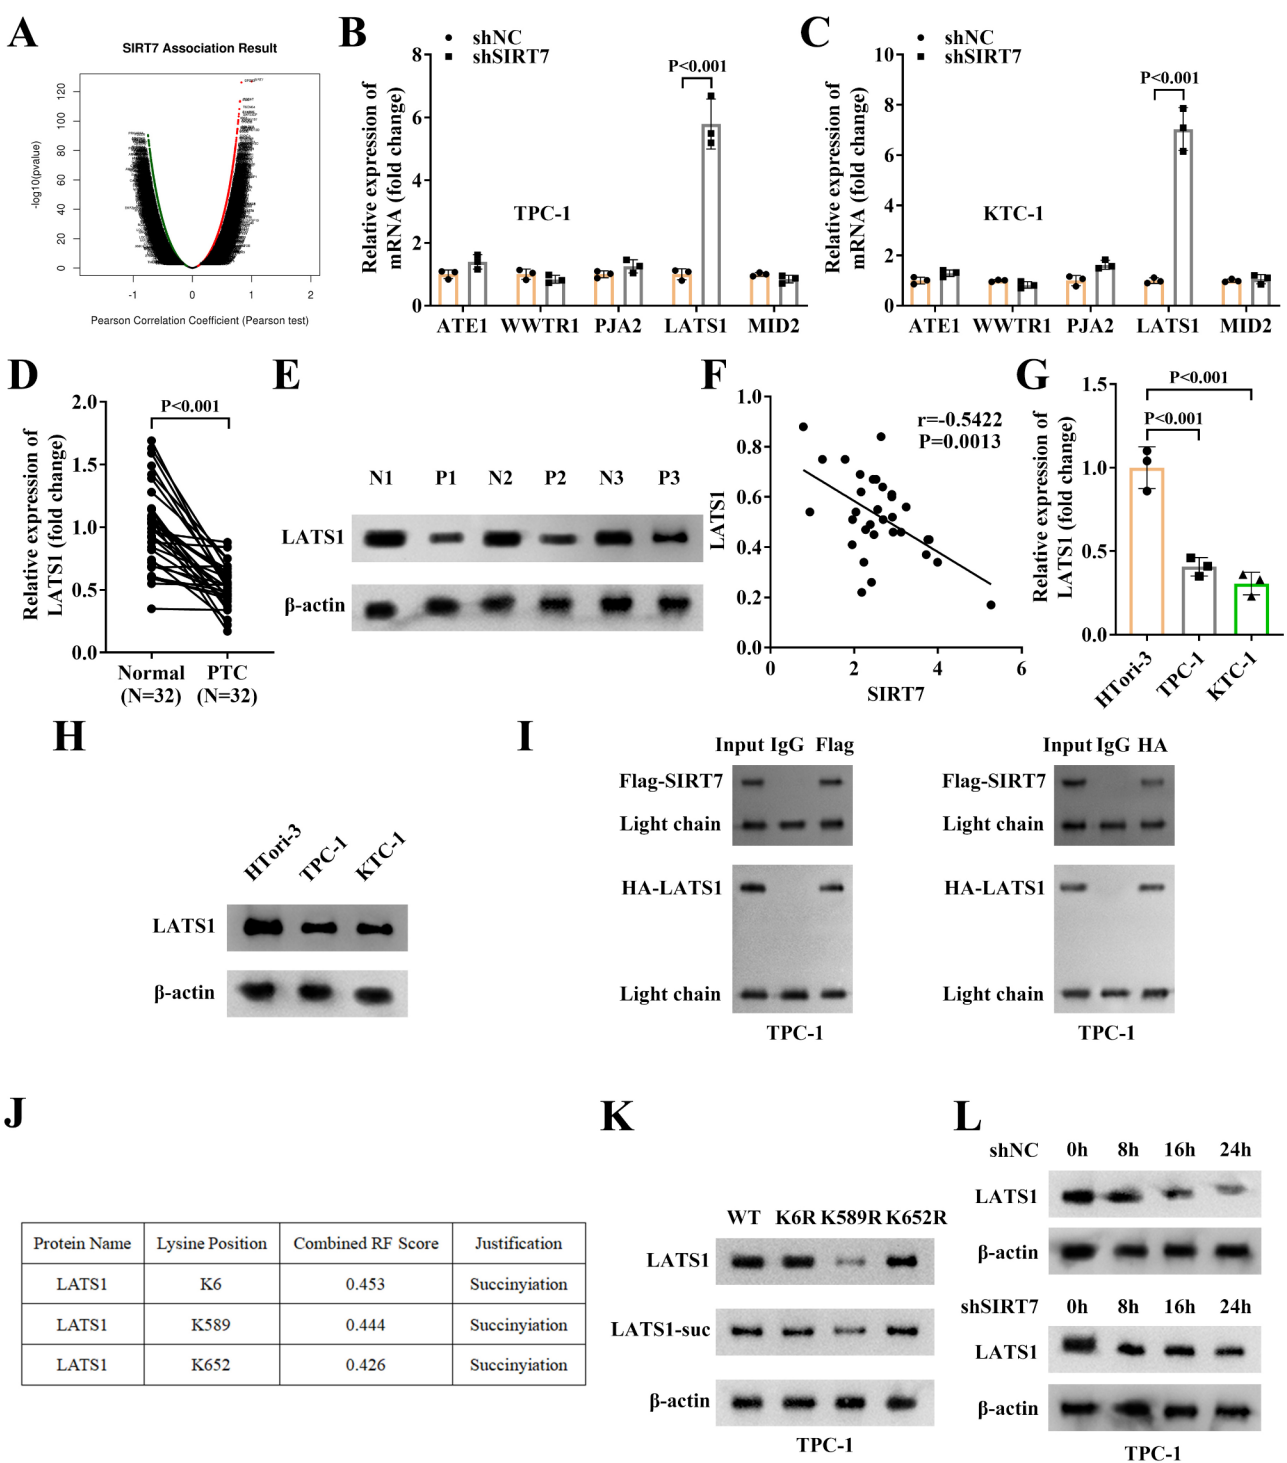 A
SIRT7 Association Result
-log10(pvalue)
120
100
80
60
40
20
0
-1
0
1
2
Pearson Correlation Coefficient (Pearson test)
B
shNC
shSIRT7
Relative expression of
mRNA (fold change)
8
6
4
2
0
P<0.001
TPC-1
ATE1
WWTR1
PJA2
LATS1
MID2
C
shNC
shSIRT7
Relative expression of
mRNA (fold change)
10
8
6
4
2
0
P<0.001
KTC-1
ATE1
WWTR1
PJA2
LATS1
MID2
D
Relative expression of
LATS1 (fold change)
2.0
1.5
1.0
0.5
0.0
P<0.001
Normal
(N=32)
PTC
(N=32)
E
N1 P1 N2 P2 N3 P3
LATS1
β-actin
F
LATS1
1.0
0.8
0.6
0.4
0.2
0.0
r=-0.5422
P=0.0013
0
2
4
6
SIRT7
G
Relative expression of
LATS1 (fold change)
1.5
1.0
0.5
0.0
P<0.001
P<0.001
HTori-3
TPC-1
KTC-1
H
HTori-3
TPC-1
KTC-1
LATS1
β-actin
I
Input IgG Flag
Flag-SIRT7
Light chain
HA-LATS1
Light chain
TPC-1
Input IgG HA
Flag-SIRT7
Light chain
HA-LATS1
Light chain
TPC-1
J
Protein Name Lysine Position Combined RF Score Justification
LATS1 K6 0.453 Succinyiation
LATS1 K589 0.444 Succinyiation
LATS1 K652 0.426 Succinyiation
K
WT K6R K589R K652R
LATS1
LATS1-suc
β-actin
TPC-1
L
shNC 0h 8h 16h 24h
LATS1
β-actin
shSIRT7 0h 8h 16h 24h
LATS1
β-actin
TPC-1